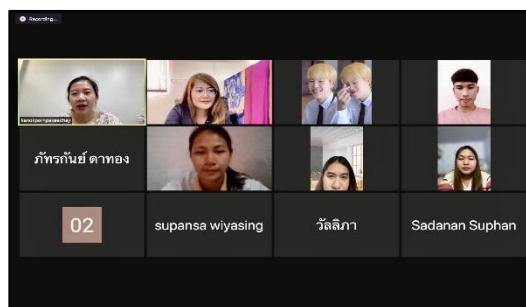 Recording...
ภัทรกันย์ ดาทอง
02
supansa wiyasing
วัลลิภา
Sadanan Suphan